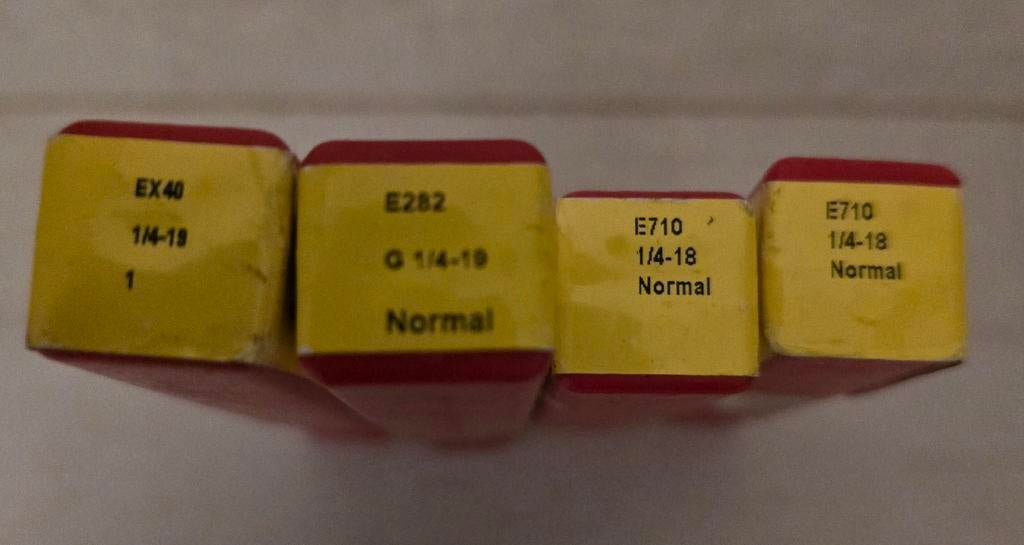 EX40
1/4-19
1
E282
G 1/4-19
Normal
E710
1/4-18
Normal
E710
1/4-18
Normal